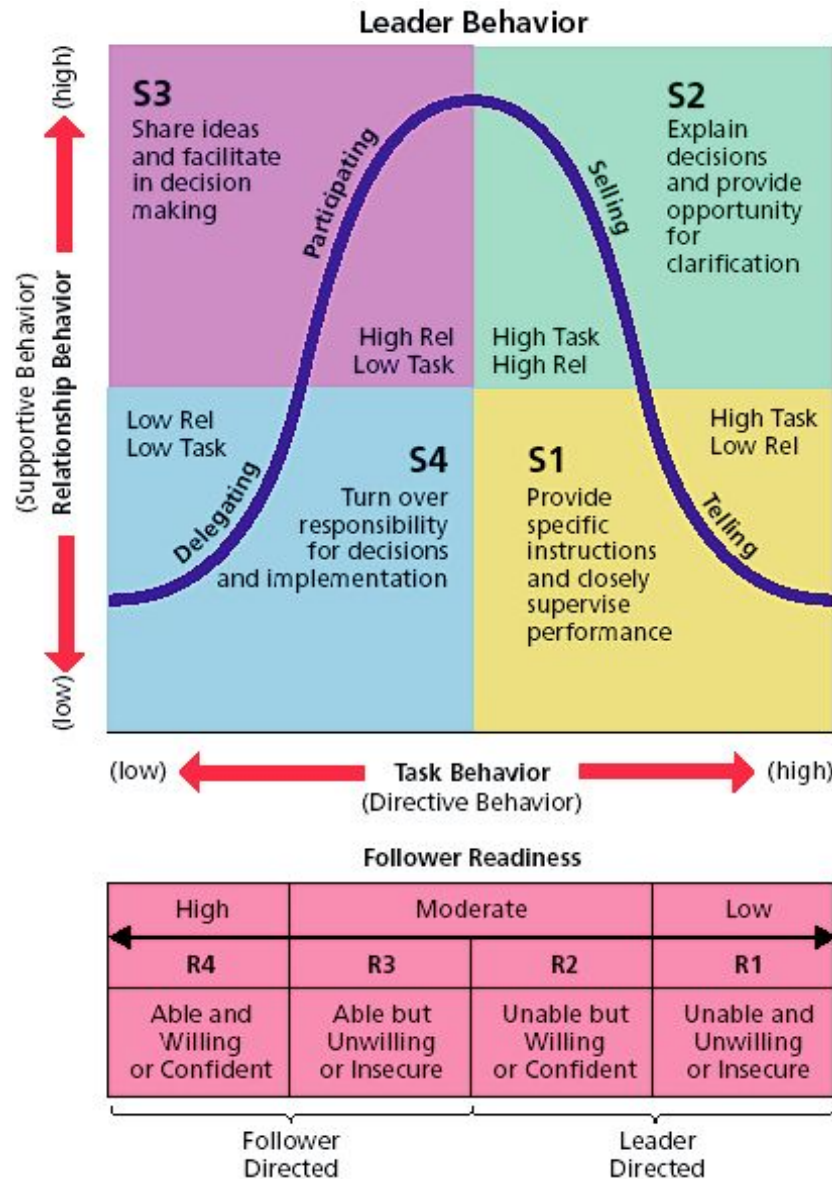 Leader Behavior
(high)
Relationship Behavior
(Supportive Behavior)
(low)
S3
Share ideas
and facilitate
in decision
making
Participating
High Rel
Low Task
S2
Explain
decisions
and provide
opportunity
for
clarification
Selling
High Task
High Rel
Low Rel
Low Task
S4
Turn over
responsibility
for decisions
and implementation
Delegating
S1
Provide
specific
instructions
and closely
supervise
performance
High Task
Low Rel
Telling
(low)
Task Behavior
(high)
(Directive Behavior)
Follower Readiness
High Moderate Low
R4 R3 R2 R1
Able and
Willing
or Confident
Able but
Unwilling
or Insecure
Unable but
Willing
or Confident
Unable and
Unwilling
or Insecure
Follower
Directed
Leader
Directed